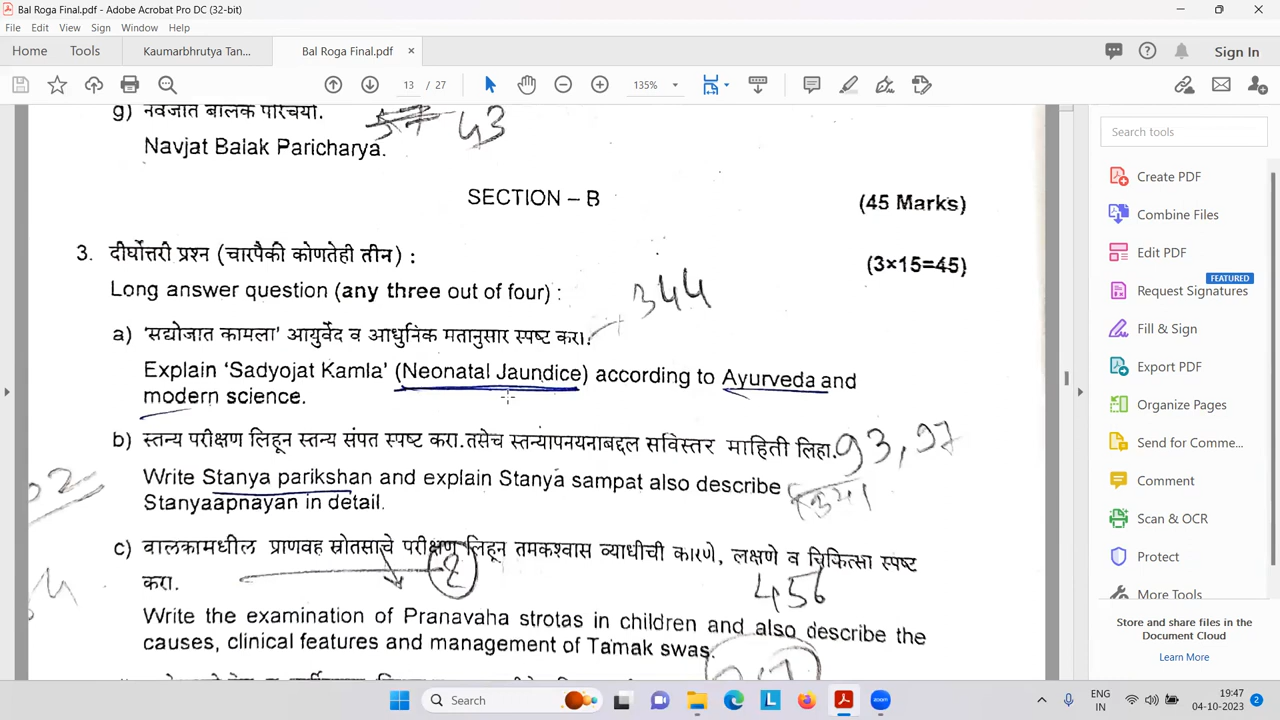 Bal Roga Final.pdf - Adobe Acrobat Pro DC (32-bit)
File Edit View Sign Window Help
Home Tools Kaumarbhrutya Tan... Bal Roga Final.pdf × Sign In
13 / 27 135%
g) नवजात बालक परिचर्या. 43
Navjat Balak Paricharya.
SECTION – B (45 Marks)
3. दीर्घोत्तरी प्रश्न (चारपैकी कोणतेही तीन) : (3×15=45)
Long answer question (any three out of four) :
344
a) 'सद्योजात कामला' आयुर्वेद व आधुनिक मतानुसार स्पष्ट करा.
Explain 'Sadyojat Kamla' (Neonatal Jaundice) according to Ayurveda and
modern science.
b) स्तन्य परीक्षण लिहून स्तन्य संपत स्पष्ट करा.तसेच स्तन्यापनयनाबद्दल सविस्तर माहिती लिहा. 93, 97
Write Stanya parikshan and explain Stanya sampat also describe
Stanyaapnayan in detail.
c) बालकामधील प्राणवह स्रोतसाचे परीक्षण लिहून तमकश्वास व्याधीची कारणे, लक्षणे व चिकित्सा स्पष्ट
करा.
456
Write the examination of Pranavaha strotas in children and also describe the
causes, clinical features and management of Tamak swas.
Search tools
Create PDF
Combine Files
Edit PDF
FEATURED
Request Signatures
Fill & Sign
Export PDF
Organize Pages
Send for Comme...
Comment
Scan & OCR
Protect
More Tools
Store and share files in the
Document Cloud
Learn More
Search
ENG
IN
19:47
04-10-2023
2